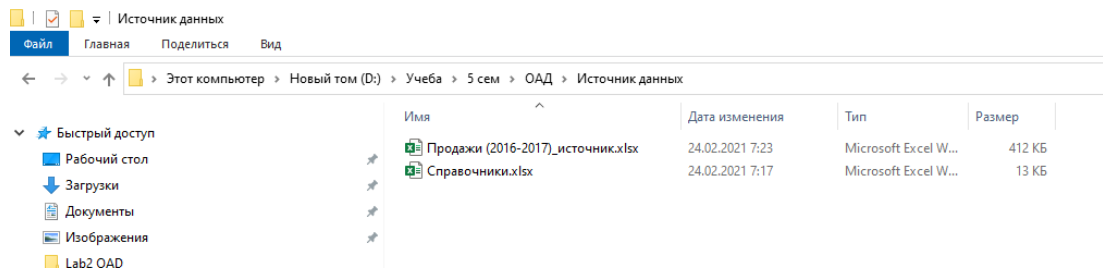 Источник данных
Файл Главная Поделиться Вид
Этот компьютер > Новый том (D:) > Учеба > 5 сем > ОАД > Источник данных
Имя Дата изменения Тип Размер
Быстрый доступ
Продажи (2016-2017)_источник.xlsx 24.02.2021 7:23 Microsoft Excel W... 412 КБ
Рабочий стол
Справочники.xlsx 24.02.2021 7:17 Microsoft Excel W... 13 КБ
Загрузки
Документы
Изображения
Lab2 OAD